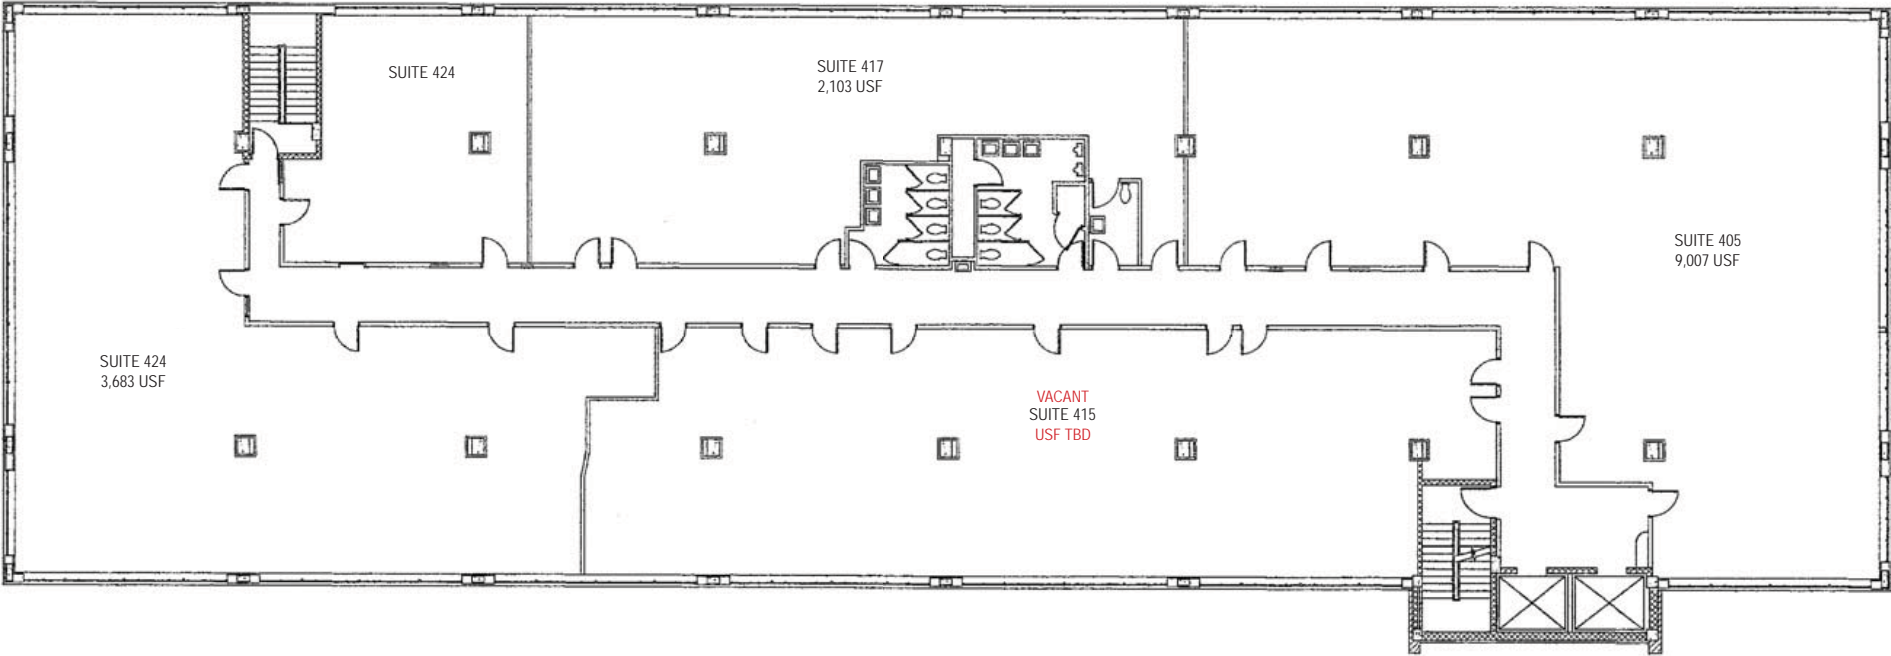 SUITE 424
SUITE 417
2,103 USF
SUITE 405
9,007 USF
SUITE 424
3,683 USF
VACANT
SUITE 415
USF TBD